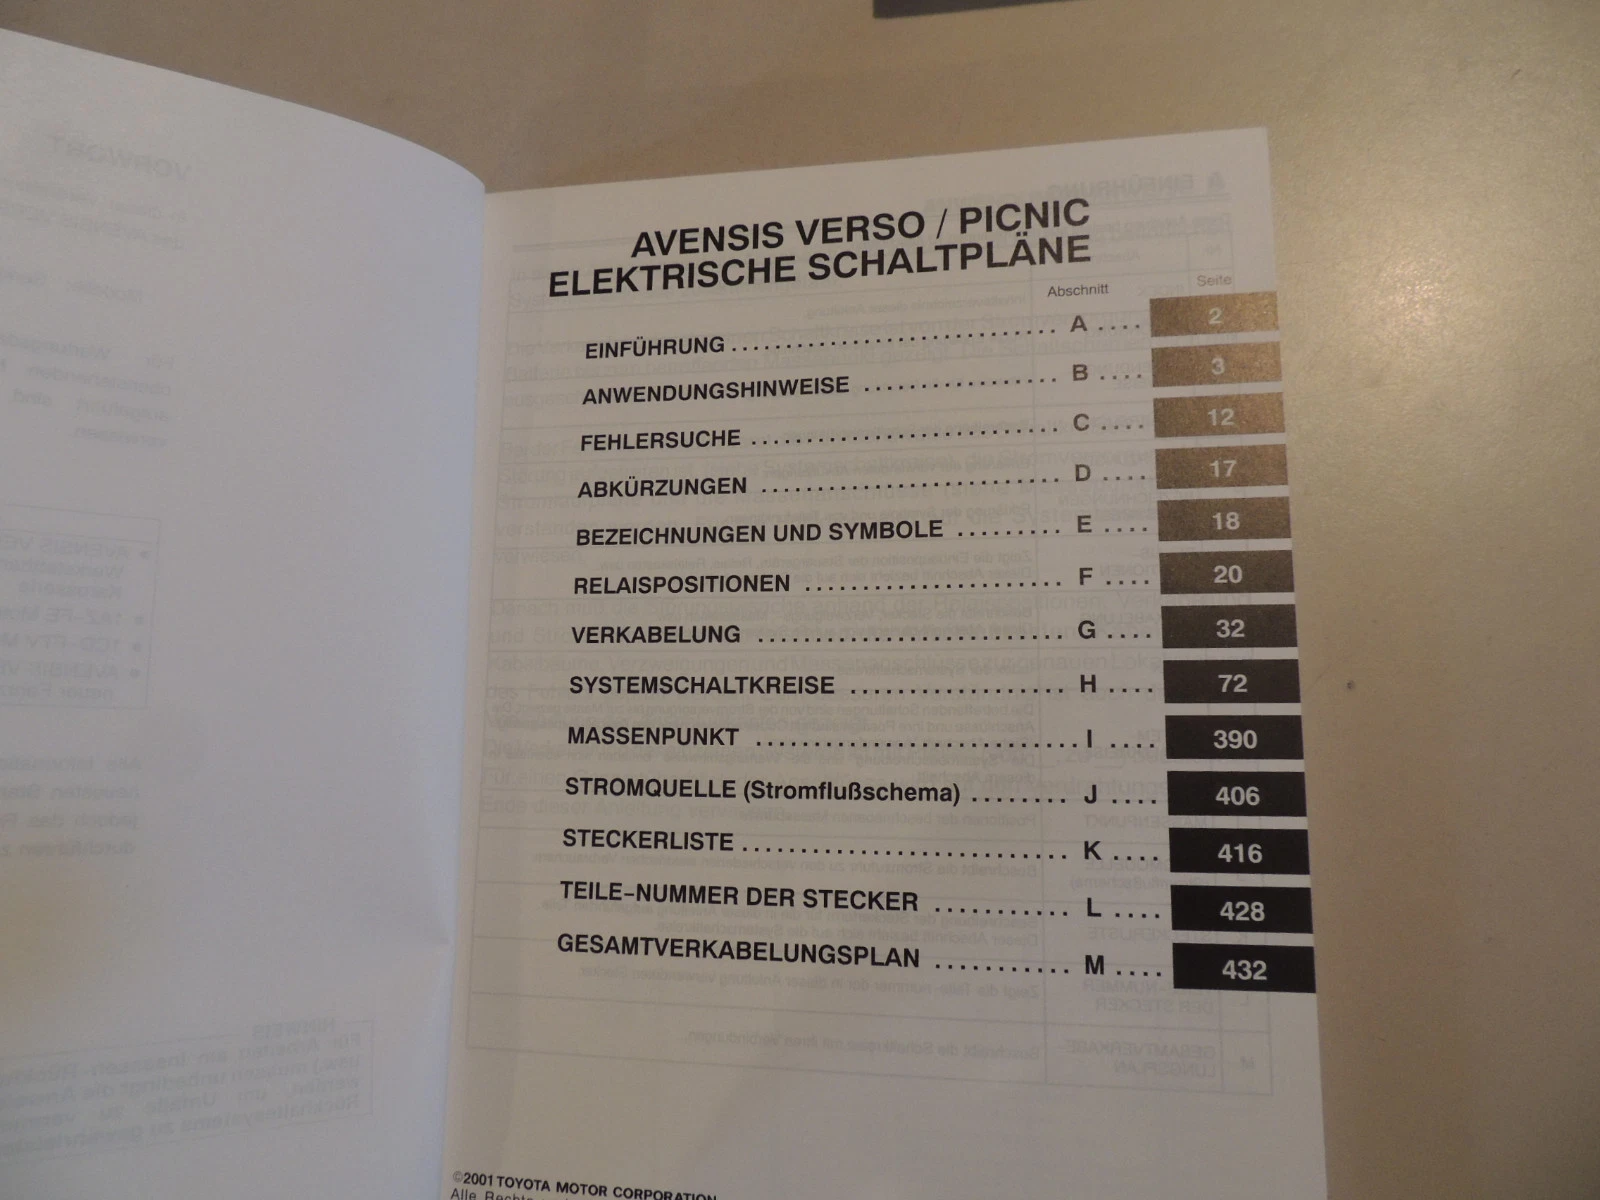 AVENSIS VERSO / PICNIC
ELEKTRISCHE SCHALTPLÄNE
Abschnitt Seite
EINFÜHRUNG A 2
ANWENDUNGSHINWEISE B 3
FEHLERSUCHE C 12
ABKÜRZUNGEN D 17
BEZEICHNUNGEN UND SYMBOLE E 18
RELAISPOSITIONEN F 20
VERKABELUNG G 32
SYSTEMSCHALTKREISE H 72
MASSENPUNKT I 390
STROMQUELLE (Stromflußschema) J 406
STECKERLISTE K 416
TEILE-NUMMER DER STECKER L 428
GESAMTVERKABELUNGSPLAN M 432
©2001 TOYOTA MOTOR CORPORATION
Alle